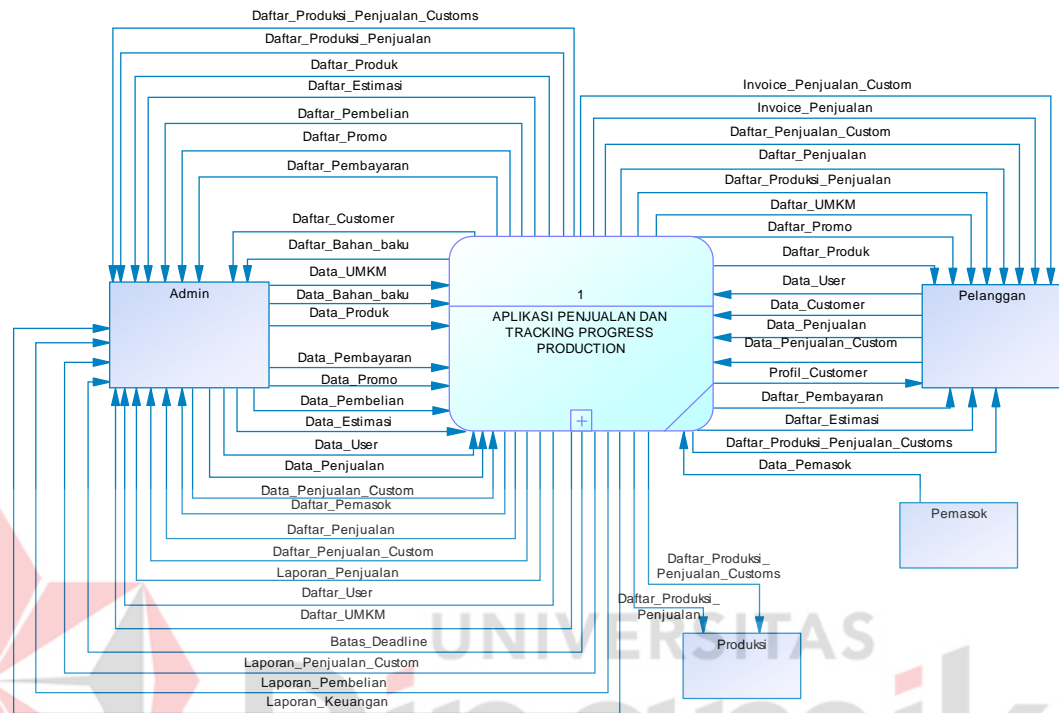 Daftar_Produksi_Penjualan_Customs
Daftar_Produksi_Penjualan
Daftar_Produk
Daftar_Estimasi
Daftar_Pembelian
Daftar_Promo
Daftar_Pembayaran
Daftar_Customer
Daftar_Bahan_baku
Data_UMKM
Data_Bahan_baku
Data_Produk
Data_Pembayaran
Data_Promo
Data_Pembelian
Data_Estimasi
Data_User
Data_Penjualan
Data_Penjualan_Custom
Daftar_Pemasok
Daftar_Penjualan
Daftar_Penjualan_Custom
Laporan_Penjualan
Daftar_User
Daftar_UMKM
Batas_Deadline
Laporan_Penjualan_Custom
Laporan_Pembelian
Laporan_Keuangan
Admin
1
APLIKASI PENJUALAN DAN
TRACKING PROGRESS
PRODUCTION
Invoice_Penjualan_Custom
Invoice_Penjualan
Daftar_Penjualan_Custom
Daftar_Penjualan
Daftar_Produksi_Penjualan
Daftar_UMKM
Daftar_Promo
Daftar_Produk
Data_User
Data_Customer
Data_Penjualan
Data_Penjualan_Custom
Profil_Customer
Daftar_Pembayaran
Daftar_Estimasi
Daftar_Produksi_Penjualan_Customs
Data_Pemasok
Pelanggan
Pemasok
Daftar_Produksi_
Penjualan_Customs
Daftar_Produksi_
Penjualan
Produksi
UNIVERSITAS